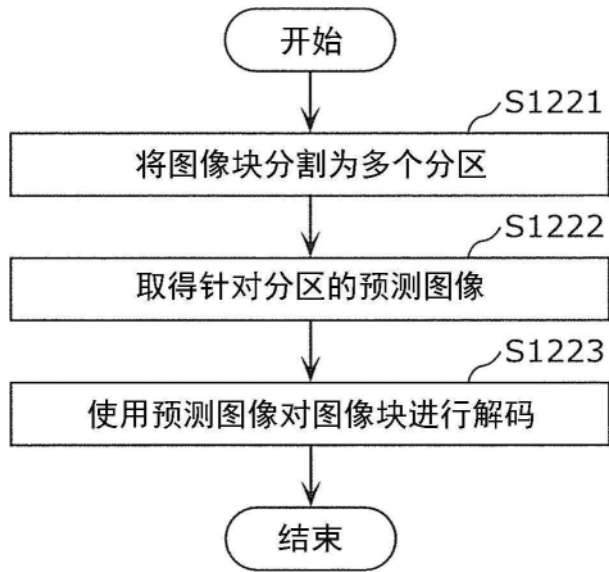 开始
S1221
将图像块分割为多个分区
S1222
取得针对分区的预测图像
S1223
使用预测图像对图像块进行解码
结束